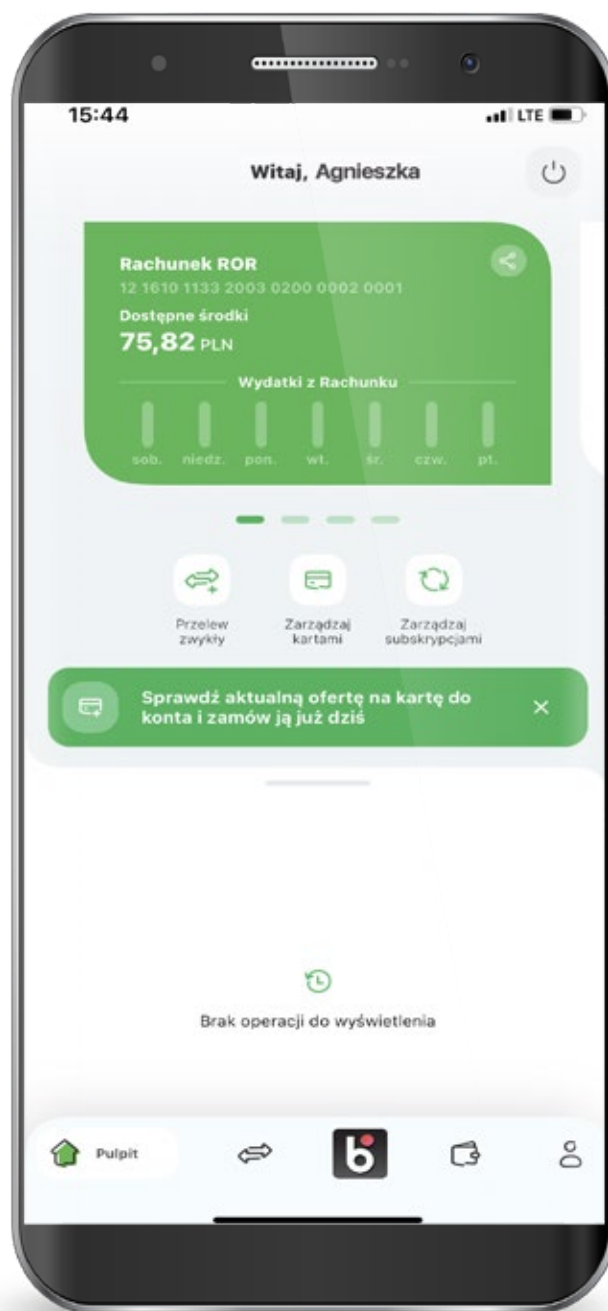 15:44
LTE
Witaj, Agnieszka
Rachunek ROR
12 1610 1133 2003 0200 0002 0001
Dostępne środki
75,82 PLN
Wydatki z Rachunku
sob. niedz. pon. wt. śr. czw. pt.
Przelew
zwykły
Zarządzaj
kartami
Zarządzaj
subskrypcjami
Sprawdź aktualną ofertę na kartę do
konta i zamów ją już dziś
Brak operacji do wyświetlenia
Pulpit
b